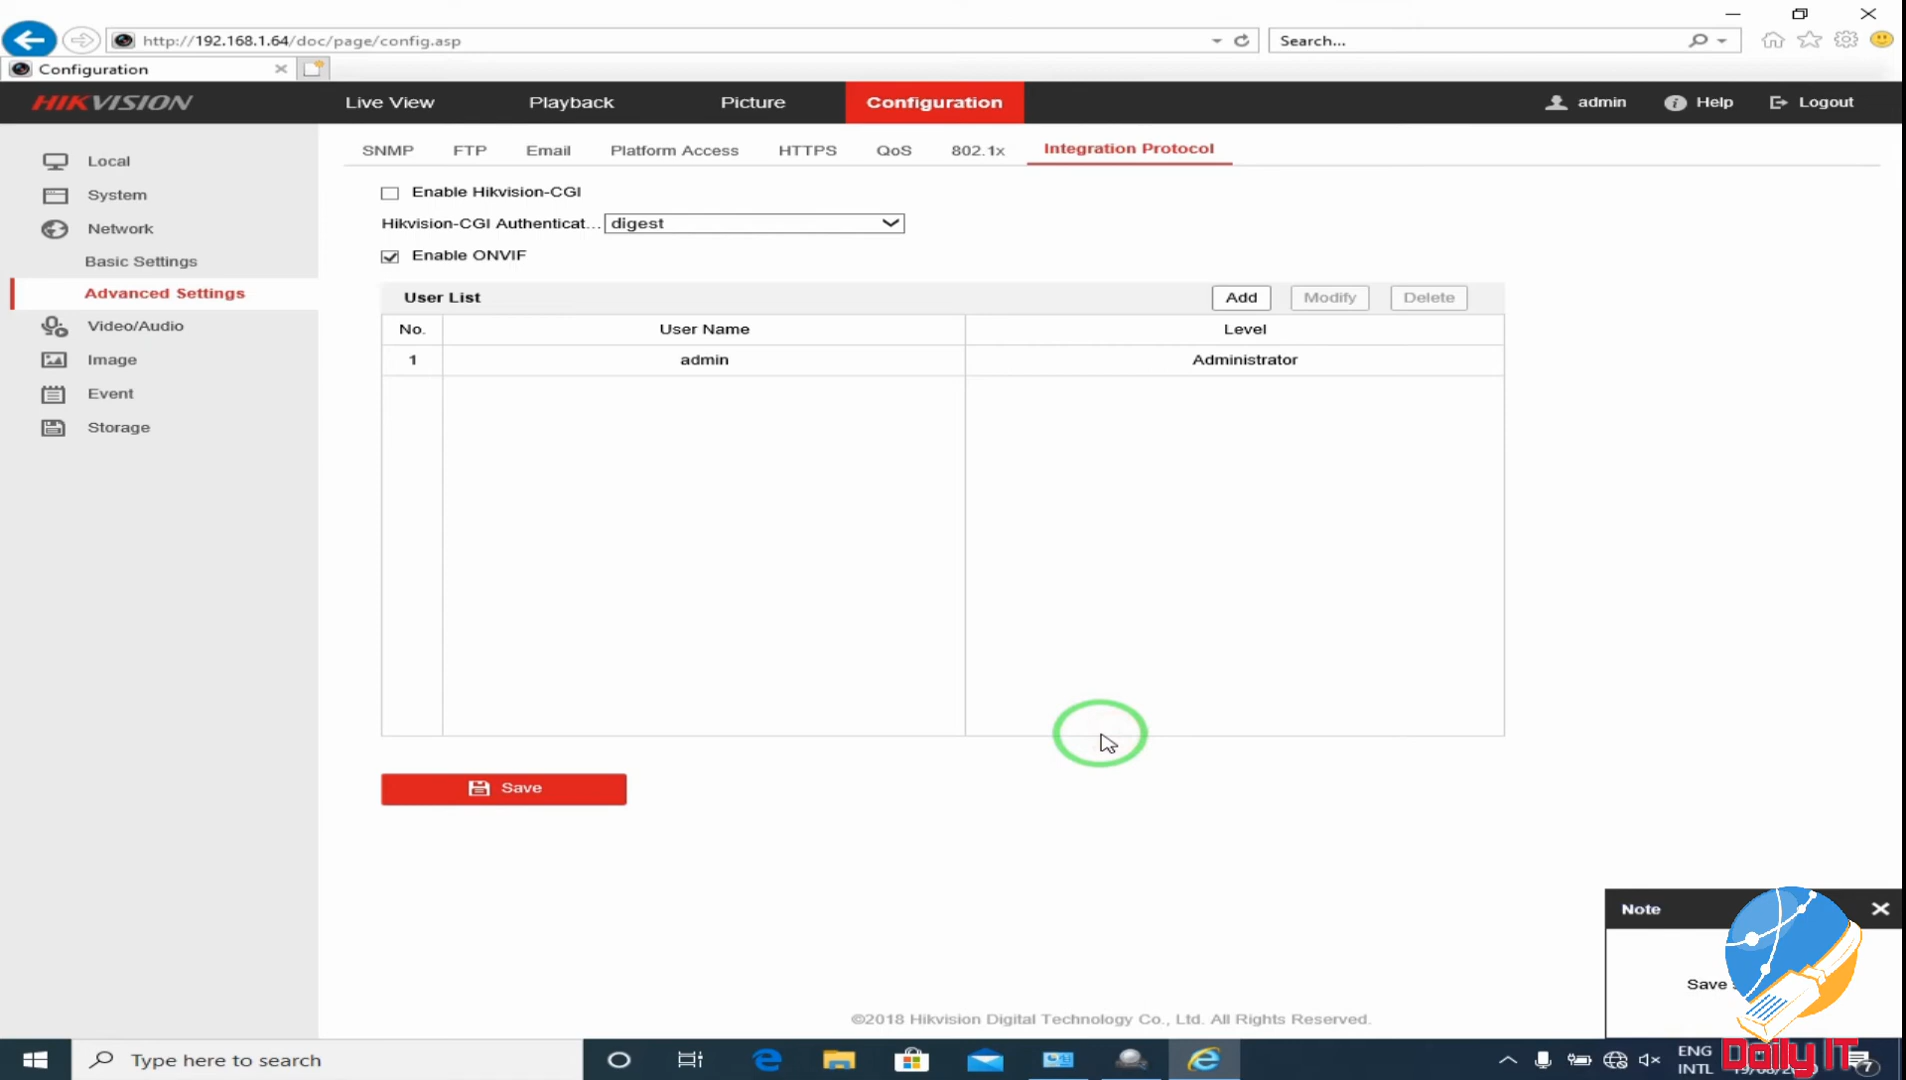 http://192.168.1.64/doc/page/config.asp
Search...
Configuration
HIKVISION
Live View
Playback
Picture
Configuration
admin
Help
Logout
Local
System
Network
Basic Settings
Advanced Settings
Video/Audio
Image
Event
Storage
SNMP
FTP
Email
Platform Access
HTTPS
QoS
802.1x
Integration Protocol
Enable Hikvision-CGI
Hikvision-CGI Authenticat... digest
Enable ONVIF
User List
Add
Modify
Delete
No. User Name Level
1 admin Administrator
Save
Note
Save
©2018 Hikvision Digital Technology Co., Ltd. All Rights Reserved.
Type here to search
ENG
INTL
Daily IT
7